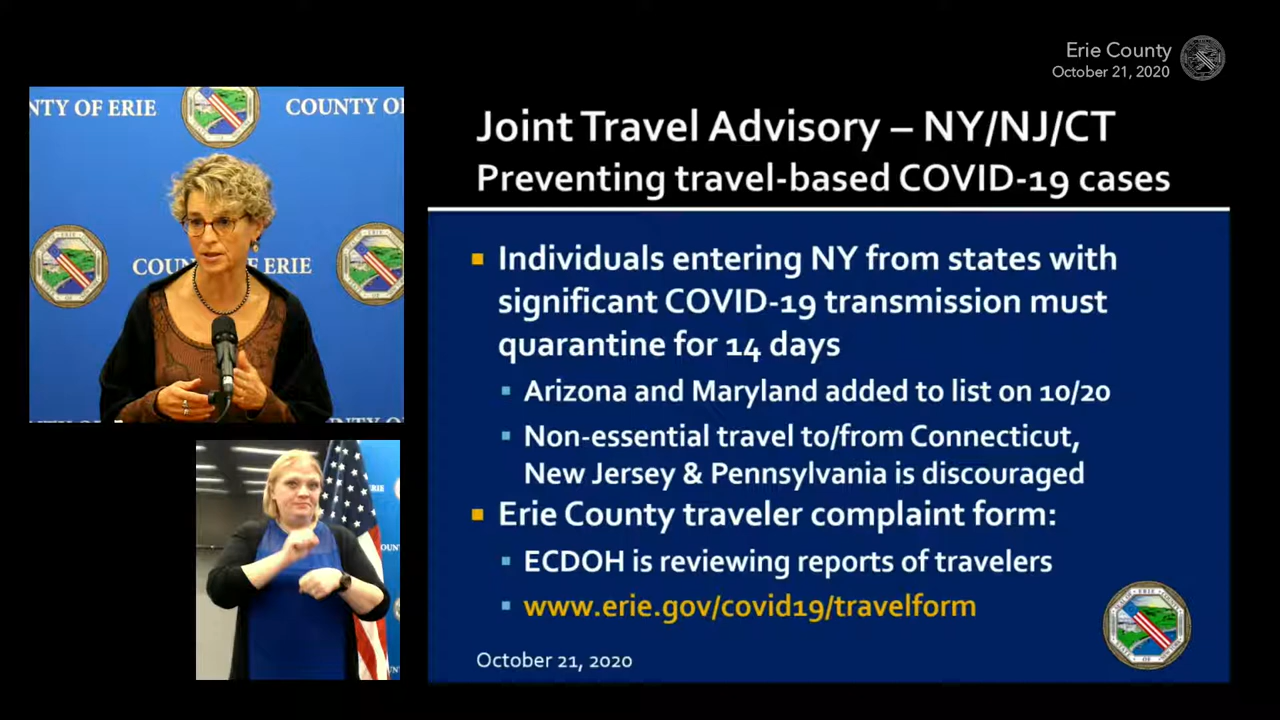 Erie County
October 21, 2020
NTY OF ERIE
COUNTY O
COUNTY OF ERIE
Joint Travel Advisory – NY/NJ/CT
Preventing travel-based COVID-19 cases
Individuals entering NY from states with
significant COVID-19 transmission must
quarantine for 14 days
Arizona and Maryland added to list on 10/20
Non-essential travel to/from Connecticut,
New Jersey & Pennsylvania is discouraged
Erie County traveler complaint form:
ECDOH is reviewing reports of travelers
www.erie.gov/covid19/travelform
October 21, 2020